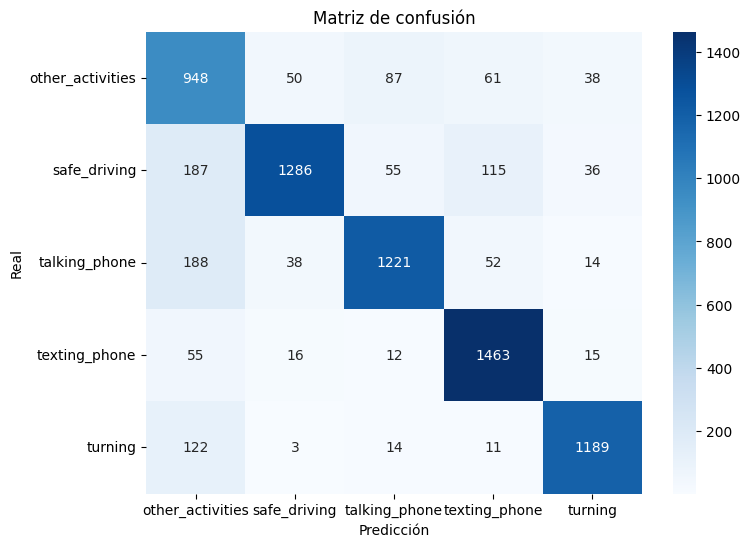 Matriz de confusión
other_activities 948 50 87 61 38
safe_driving 187 1286 55 115 36
talking_phone 188 38 1221 52 14
texting_phone 55 16 12 1463 15
turning 122 3 14 11 1189
other_activities safe_driving talking_phone texting_phone turning
Predicción
Real
1400
1200
1000
800
600
400
200